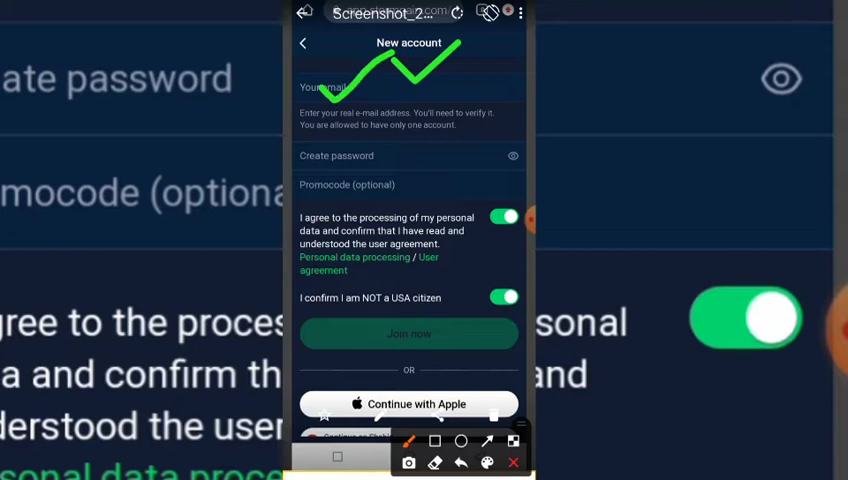 Screenshot_2...
New account
Your email
Enter your real e-mail address. You'll need to verify it.
You are allowed to have only one account.
Create password
Promocode (optional)
I agree to the processing of my personal
data and confirm that I have read and
understood the user agreement.
Personal data processing / User
agreement
I confirm I am NOT a USA citizen
Join now
OR
Continue with Apple
ate password
mocode (optiona
gree to the proces
sonal
a and confirm th
and
derstood the user